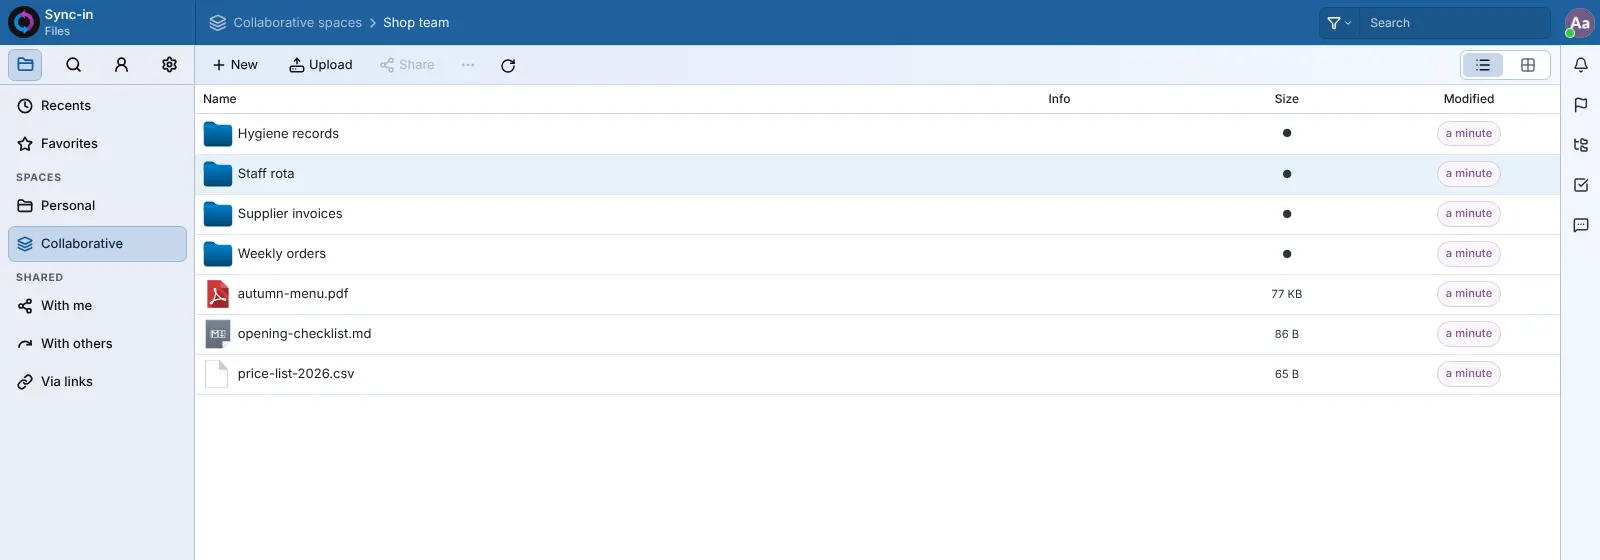 Sync-in
Files
Collaborative spaces > Shop team
Search
Aa
New
Upload
Share
Recents
Favorites
SPACES
Personal
Collaborative
SHARED
With me
With others
Via links
Name Info Size Modified
Hygiene records a minute
Staff rota a minute
Supplier invoices a minute
Weekly orders a minute
autumn-menu.pdf 77 KB a minute
opening-checklist.md 86 B a minute
price-list-2026.csv 65 B a minute